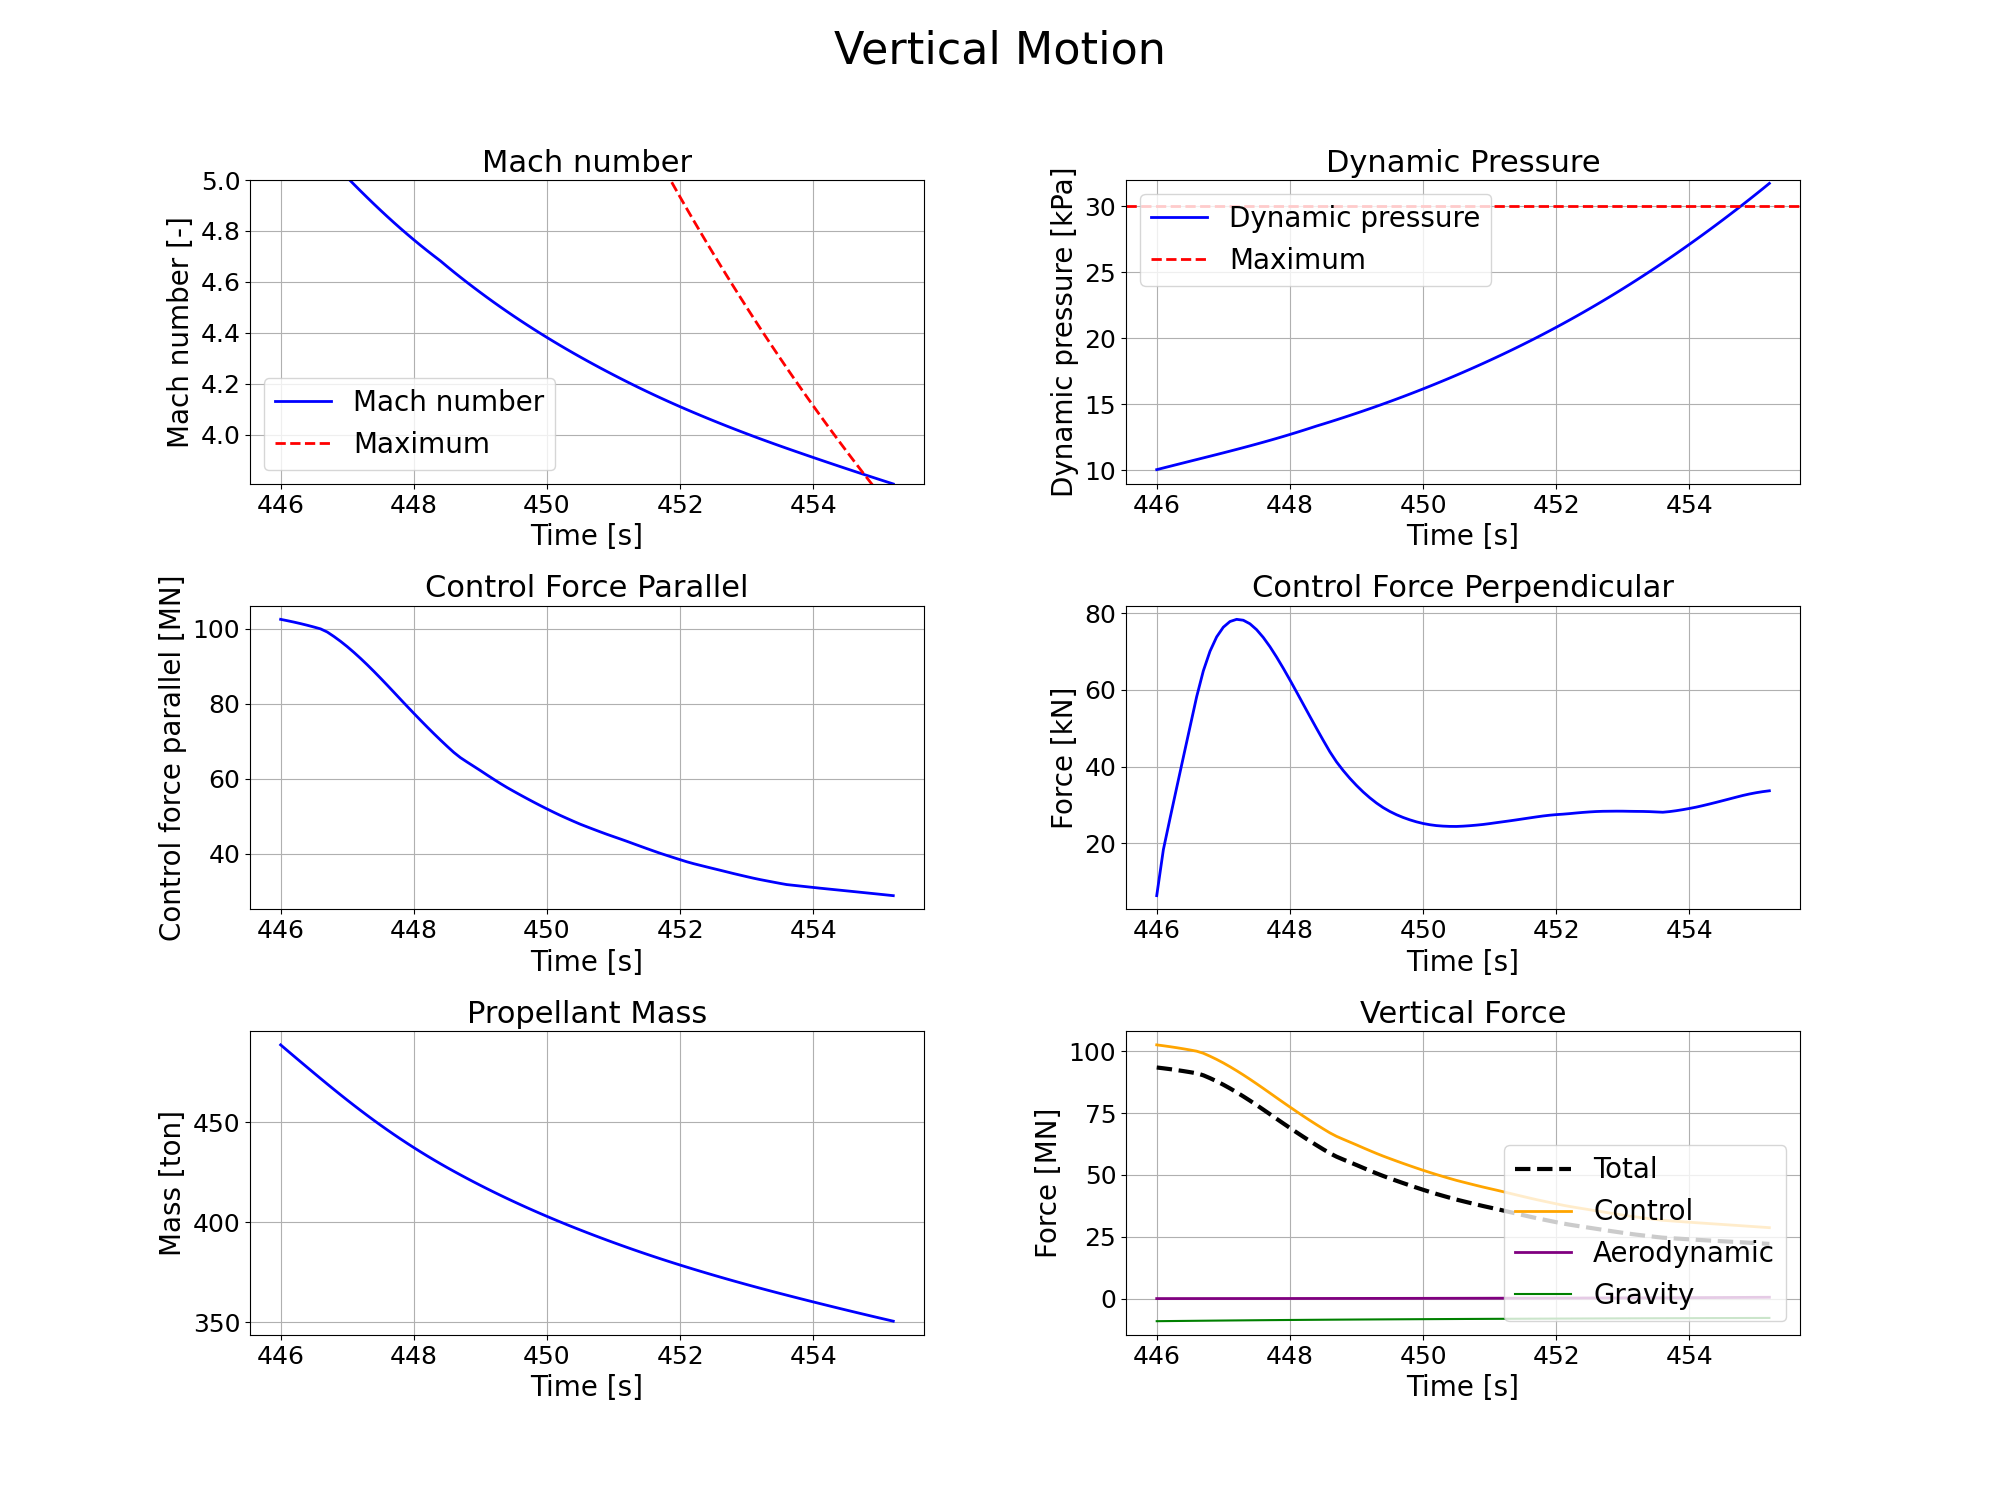 Vertical Motion
Mach number
Mach number [-]
5.0
4.8
4.6
4.4
4.2
4.0
Mach number
Maximum
446 448 450 452 454
Time [s]
Dynamic Pressure
Dynamic pressure [kPa]
30
25
20
15
10
Dynamic pressure
Maximum
446 448 450 452 454
Time [s]
Control Force Parallel
Control force parallel [MN]
100
80
60
40
446 448 450 452 454
Time [s]
Control Force Perpendicular
Force [kN]
80
60
40
20
446 448 450 452 454
Time [s]
Propellant Mass
Mass [ton]
450
400
350
446 448 450 452 454
Time [s]
Vertical Force
Force [MN]
100
75
50
25
0
Total
Control
Aerodynamic
Gravity
446 448 450 452 454
Time [s]